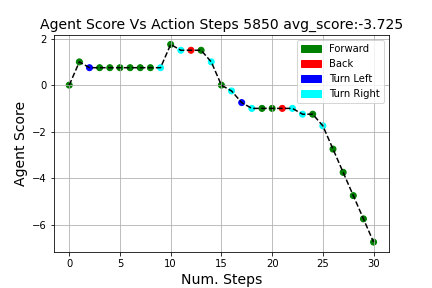 Agent Score Vs Action Steps 5850 avg_score:-3.725
Agent Score
2
0
−2
−4
−6
Forward
Back
Turn Left
Turn Right
0 5 10 15 20 25 30
Num. Steps